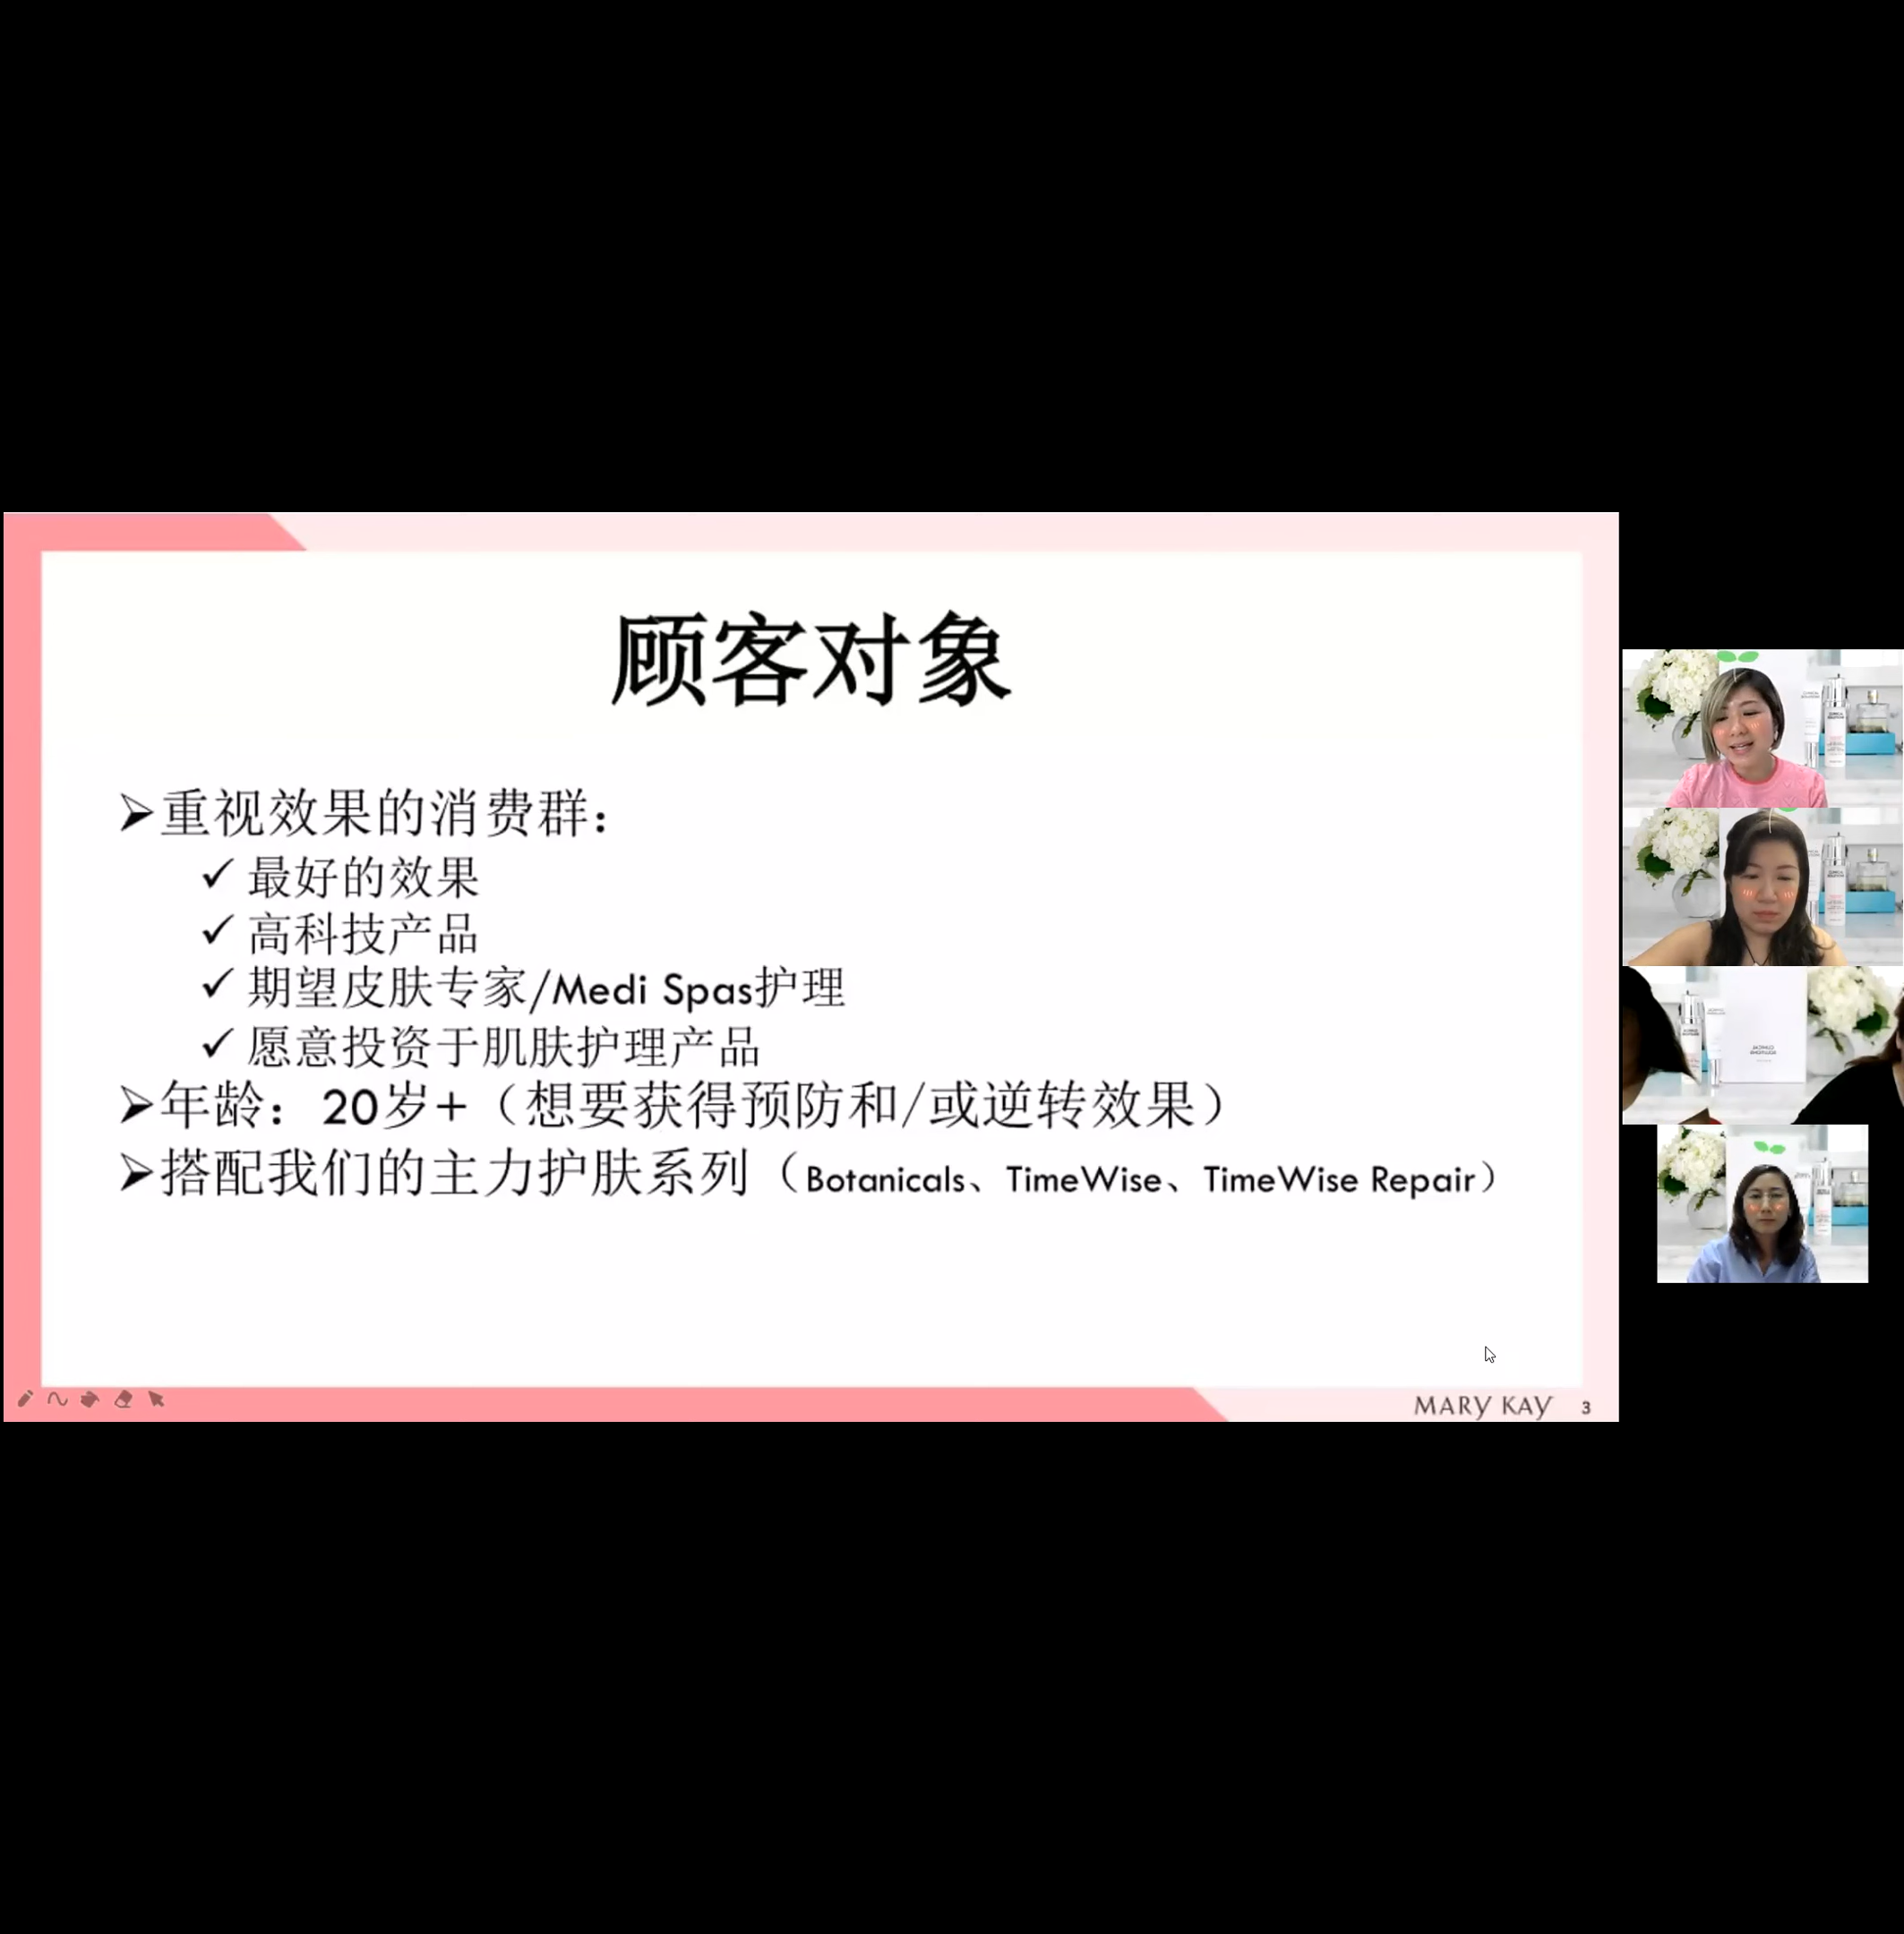 顾客对象
重视效果的消费群：
最好的效果
高科技产品
期望皮肤专家/Medi Spas护理
愿意投资于肌肤护理产品
年龄：20岁+（想要获得预防和/或逆转效果）
搭配我们的主力护肤系列（Botanicals、TimeWise、TimeWise Repair）
MARY KAY 3